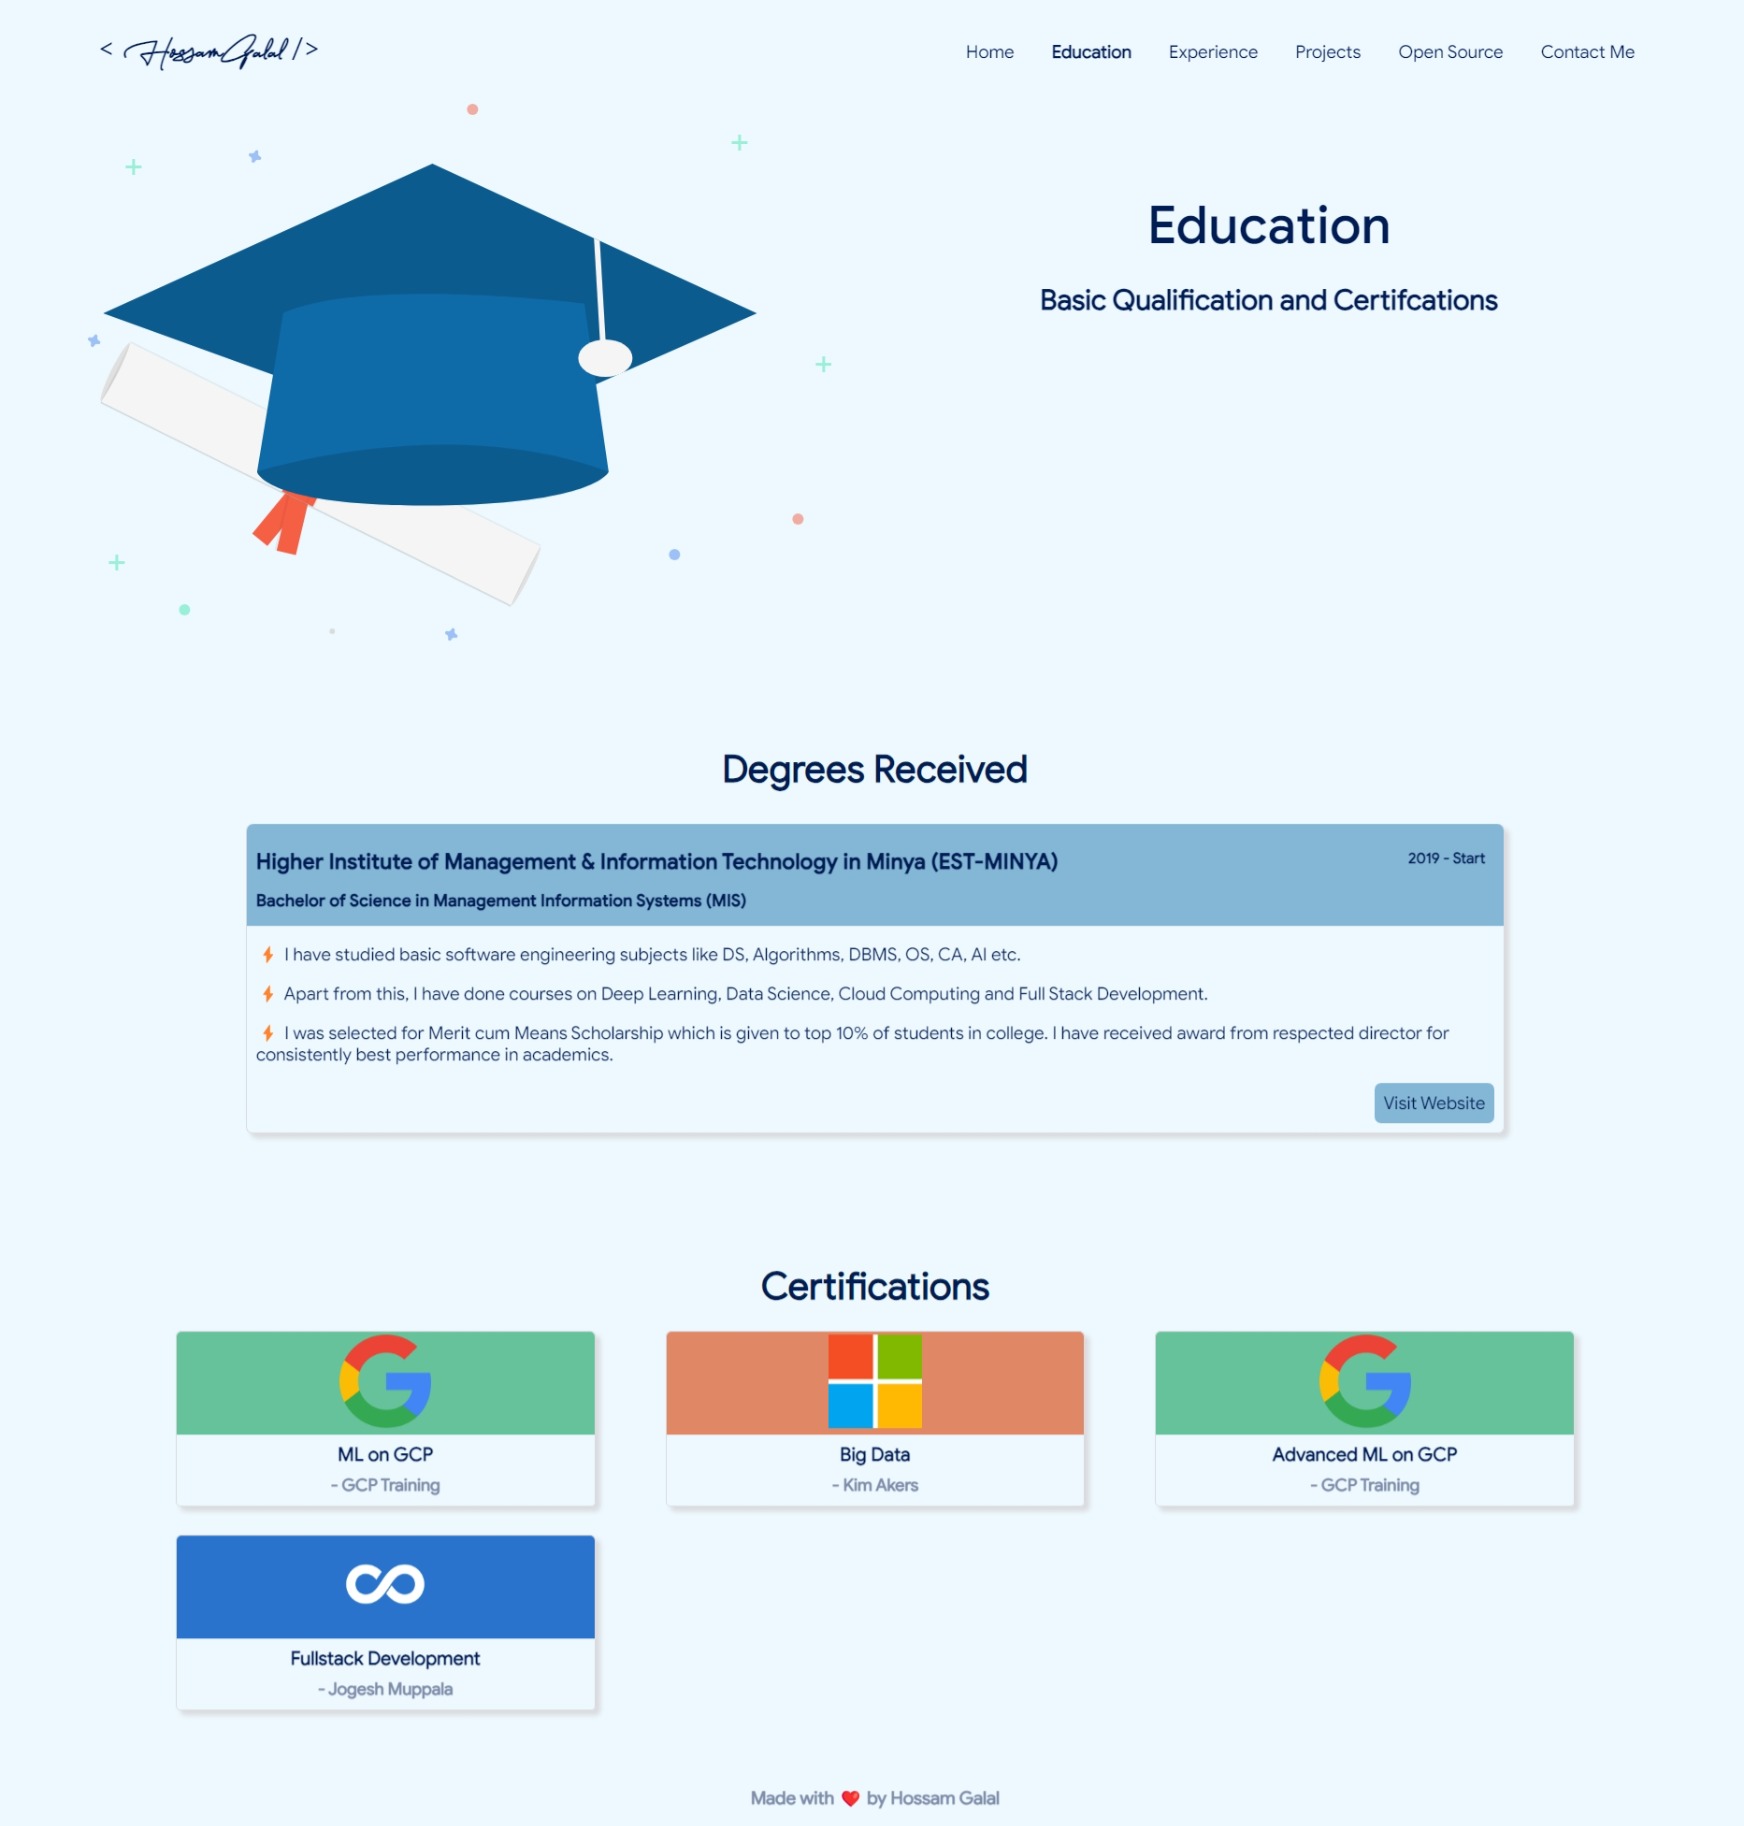 < HossamGalal />
Home Education Experience Projects Open Source Contact Me
Education
Basic Qualification and Certifcations
Degrees Received
Higher Institute of Management & Information Technology in Minya (EST-MINYA)
2019 - Start
Bachelor of Science in Management Information Systems (MIS)
⚡ I have studied basic software engineering subjects like DS, Algorithms, DBMS, OS, CA, AI etc.
⚡ Apart from this, I have done courses on Deep Learning, Data Science, Cloud Computing and Full Stack Development.
⚡ I was selected for Merit cum Means Scholarship which is given to top 10% of students in college. I have received award from respected director for
consistently best performance in academics.
Visit Website
Certifications
ML on GCP
- GCP Training
Big Data
- Kim Akers
Advanced ML on GCP
- GCP Training
Fullstack Development
- Jogesh Muppala
Made with ❤️ by Hossam Galal